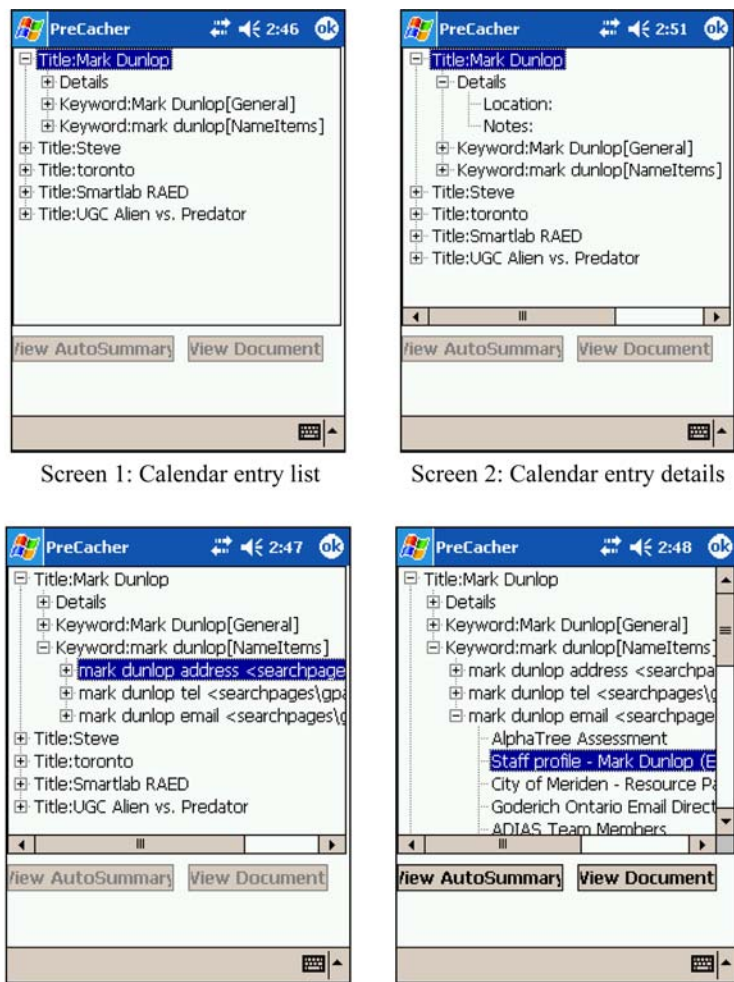 PreCacher 2:46 ok
Title:Mark Dunlop
Details
Keyword:Mark Dunlop[General]
Keyword:mark dunlop[NameItems]
Title:Steve
Title:toronto
Title:Smartlab RAED
Title:UGC Alien vs. Predator
View AutoSummary View Document
Screen 1: Calendar entry list
PreCacher 2:51 ok
Title:Mark Dunlop
Details
Location:
Notes:
Keyword:Mark Dunlop[General]
Keyword:mark dunlop[NameItems]
Title:Steve
Title:toronto
Title:Smartlab RAED
Title:UGC Alien vs. Predator
View AutoSummary View Document
Screen 2: Calendar entry details
PreCacher 2:47 ok
Title:Mark Dunlop
Details
Keyword:Mark Dunlop[General]
Keyword:mark dunlop[NameItems]
mark dunlop address <searchpage
mark dunlop tel <searchpages\gpa
mark dunlop email <searchpages\g
Title:Steve
Title:toronto
Title:Smartlab RAED
Title:UGC Alien vs. Predator
View AutoSummary View Document
PreCacher 2:48 ok
Title:Mark Dunlop
Details
Keyword:Mark Dunlop[General]
Keyword:mark dunlop[NameItems]
mark dunlop address <searchpa
mark dunlop tel <searchpages\g
mark dunlop email <searchpage
AlphaTree Assessment
Staff profile - Mark Dunlop (E
City of Meriden - Resource Pa
Goderich Ontario Email Direct
ADIAS Team Members
View AutoSummary View Document